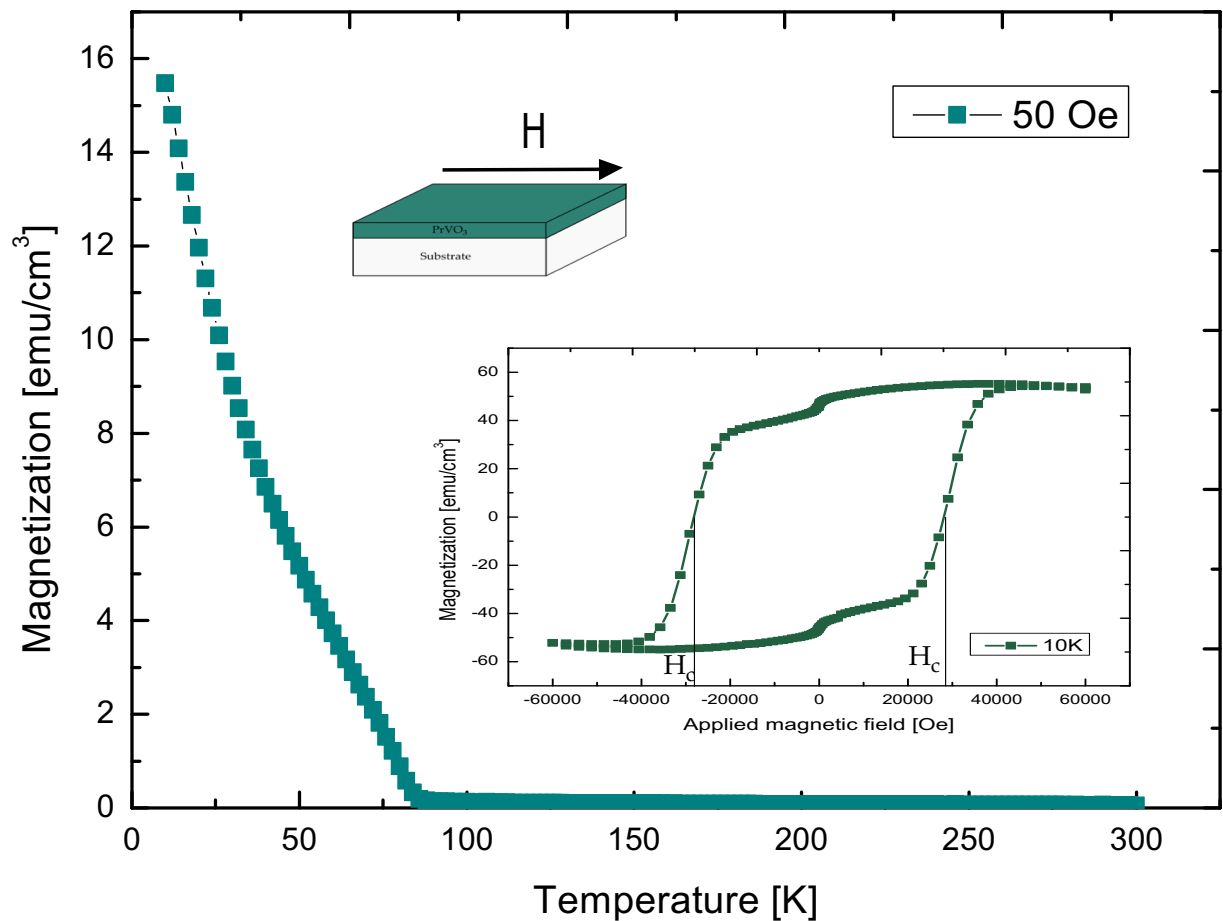 Magnetization [emu/cm³]
16
14
12
10
8
6
4
2
0
0 50 100 150 200 250 300
Temperature [K]
50 Oe
H
PrVO₃
Substrate
Magnetization [emu/cm³]
60
40
20
0
-20
-40
-60
-60000 -40000 -20000 0 20000 40000 60000
Applied magnetic field [Oe]
H_c
H_c
10K